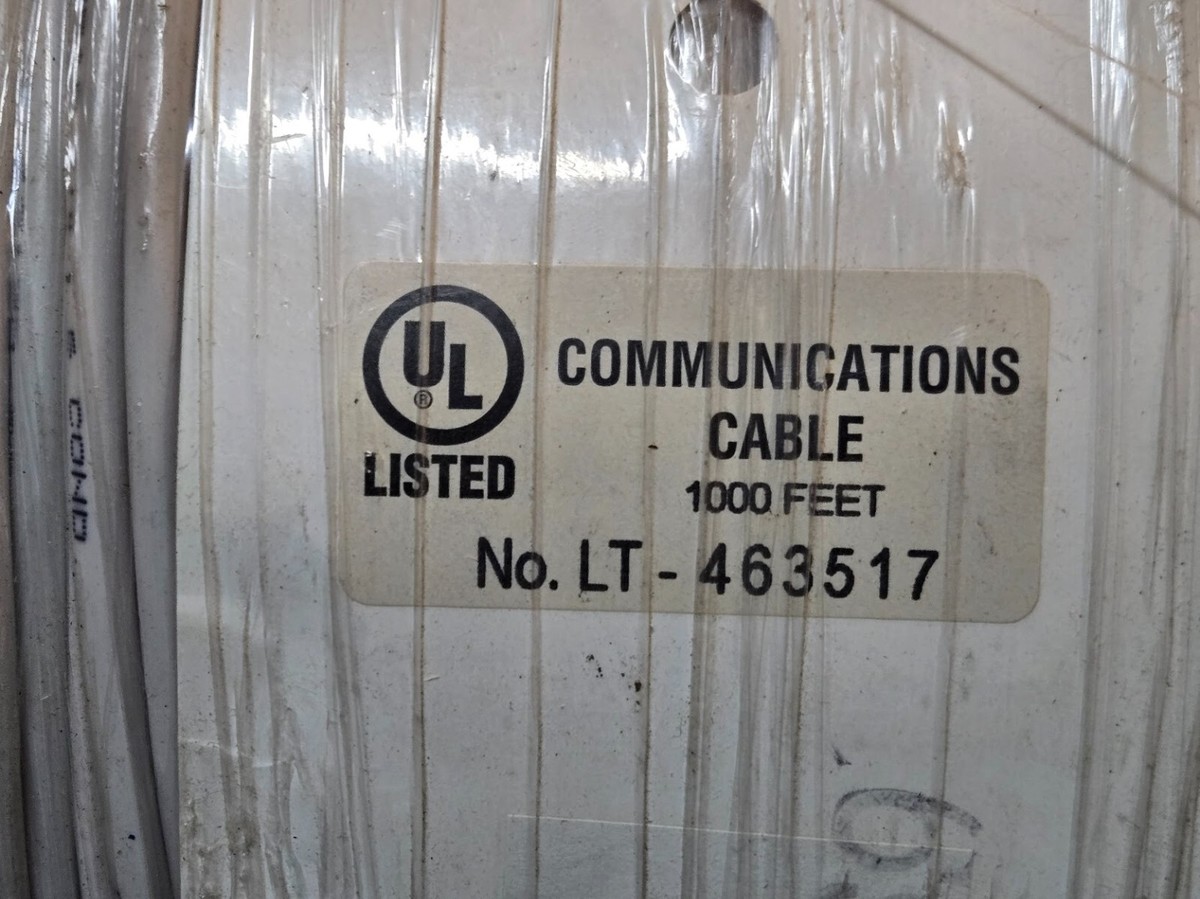 UL
®
LISTED
COMMUNICATIONS
CABLE
1000 FEET
No. LT - 463517